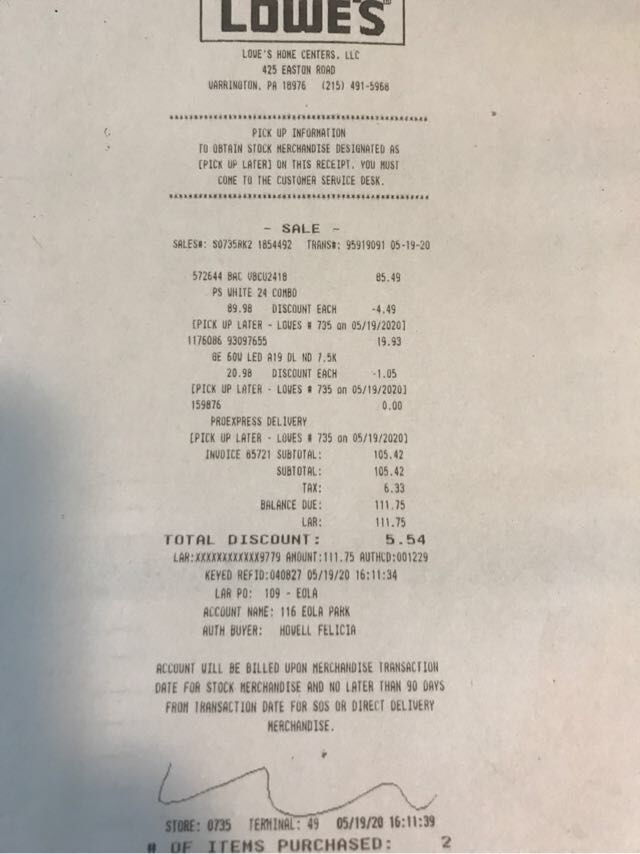 LOWE'S
LOWE'S HOME CENTERS, LLC
425 EASTON ROAD
WARRINGTON, PA 18976 (215) 491-5968
*******************************************
PICK UP INFORMATION
TO OBTAIN STOCK MERCHANDISE DESIGNATED AS
[PICK UP LATER] ON THIS RECEIPT, YOU MUST
COME TO THE CUSTOMER SERVICE DESK.
*******************************************
- SALE -
SALES#: S0735RK2 1854492 TRANS#: 95919091 05-19-20
572644 BAC VBCU2418 85.49
PS WHITE 24 COMBO
89.98 DISCOUNT EACH -4.49
[PICK UP LATER - LOWES # 735 on 05/19/2020]
1176086 93097655 19.93
GE 60W LED A19 DL ND 7.5K
20.98 DISCOUNT EACH -1.05
[PICK UP LATER - LOWES # 735 on 05/19/2020]
159876 0.00
PROEXPRESS DELIVERY
[PICK UP LATER - LOWES # 735 on 05/19/2020]
INVOICE 85721 SUBTOTAL: 105.42
SUBTOTAL: 105.42
TAX: 6.33
BALANCE DUE: 111.75
LAR: 111.75
TOTAL DISCOUNT: 5.54
LAR:XXXXXXXXXXXX9779 AMOUNT:111.75 AUTHCD:001229
KEYED REFID:040827 05/19/20 16:11:34
LAR PO: 109 - EOLA
ACCOUNT NAME: 116 EOLA PARK
AUTH BUYER: HOWELL FELICIA
ACCOUNT WILL BE BILLED UPON MERCHANDISE TRANSACTION
DATE FOR STOCK MERCHANDISE AND NO LATER THAN 90 DAYS
FROM TRANSACTION DATE FOR SOS OR DIRECT DELIVERY
MERCHANDISE.
STORE: 0735 TERMINAL: 49 05/19/20 16:11:39
# OF ITEMS PURCHASED: 2